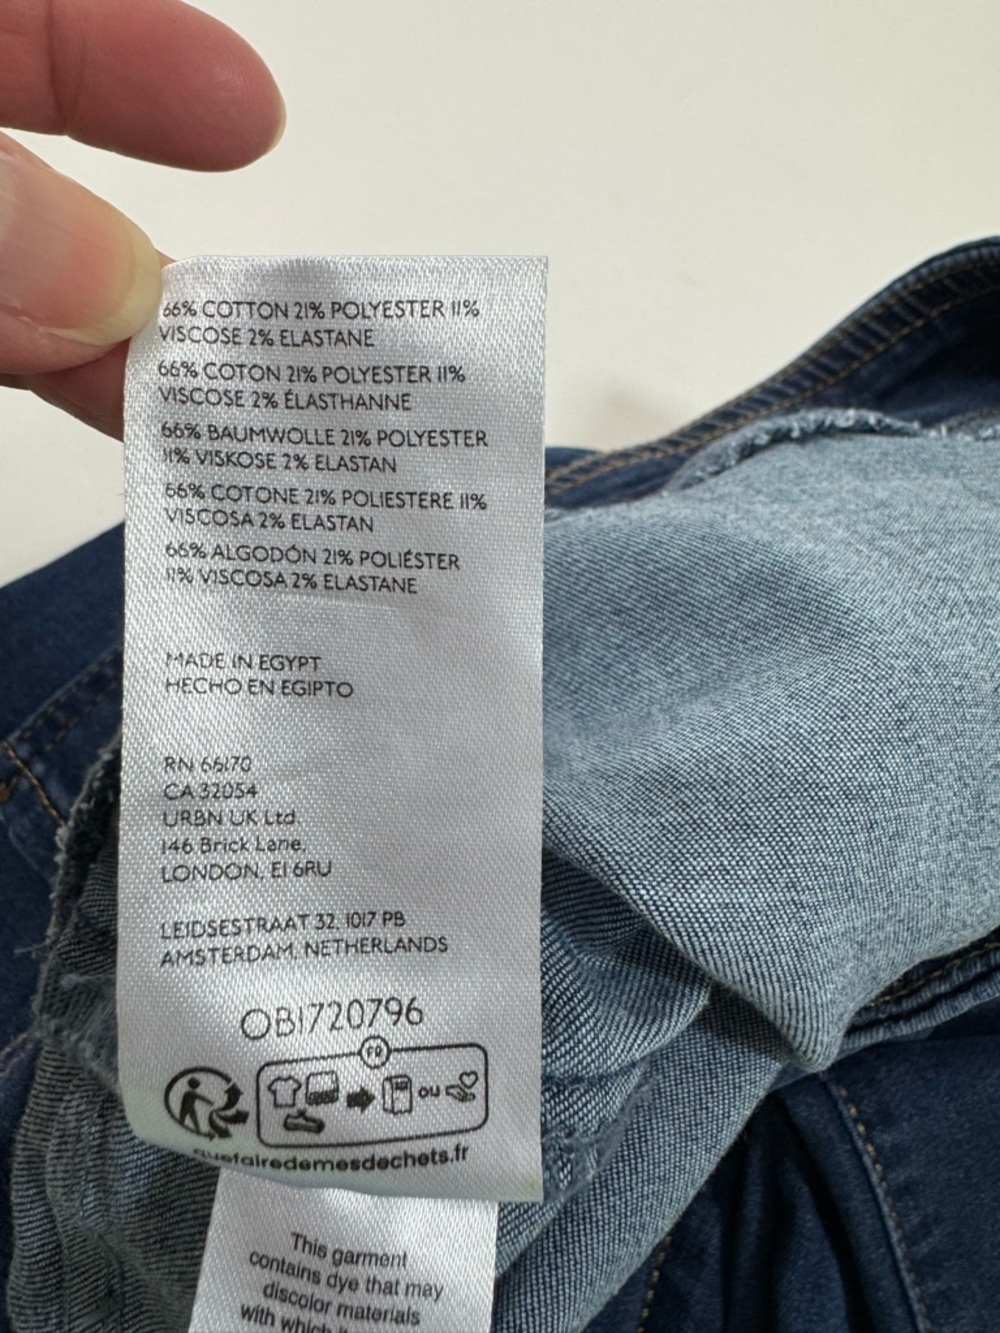 66% COTTON 21% POLYESTER 11%
VISCOSE 2% ELASTANE
66% COTON 21% POLYESTER 11%
VISCOSE 2% ÉLASTHANNE
66% BAUMWOLLE 21% POLYESTER
11% VISKOSE 2% ELASTAN
66% COTONE 21% POLIESTERE 11%
VISCOSA 2% ELASTAN
66% ALGODÓN 21% POLIÉSTER
11% VISCOSA 2% ELASTANE
MADE IN EGYPT
HECHO EN EGIPTO
RN 66170
CA 32054
URBN UK Ltd.
146 Brick Lane,
LONDON, E1 6RU
LEIDSESTRAAT 32, 1017 PB
AMSTERDAM, NETHERLANDS
OB1720796
FR
ou
quefairedemesdechets.fr
This garment
contains dye that may
discolor materials
with which